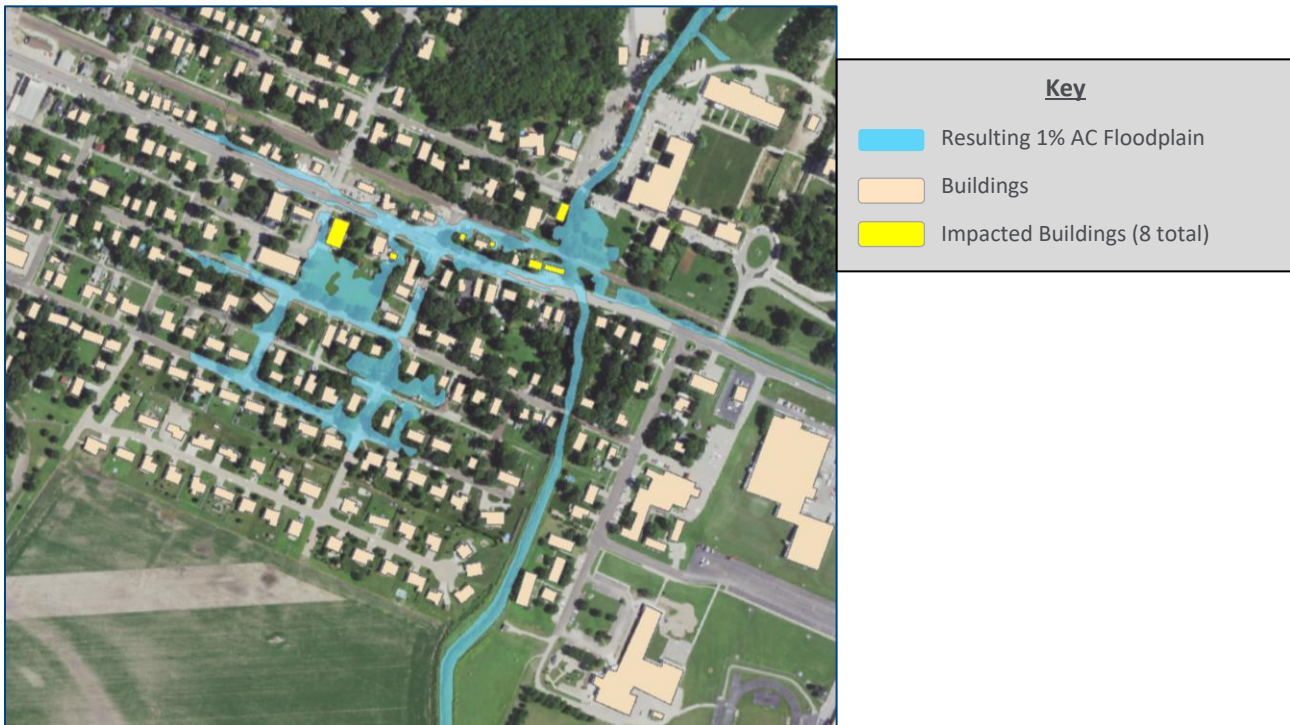 Key
Resulting 1% AC Floodplain
Buildings
Impacted Buildings (8 total)